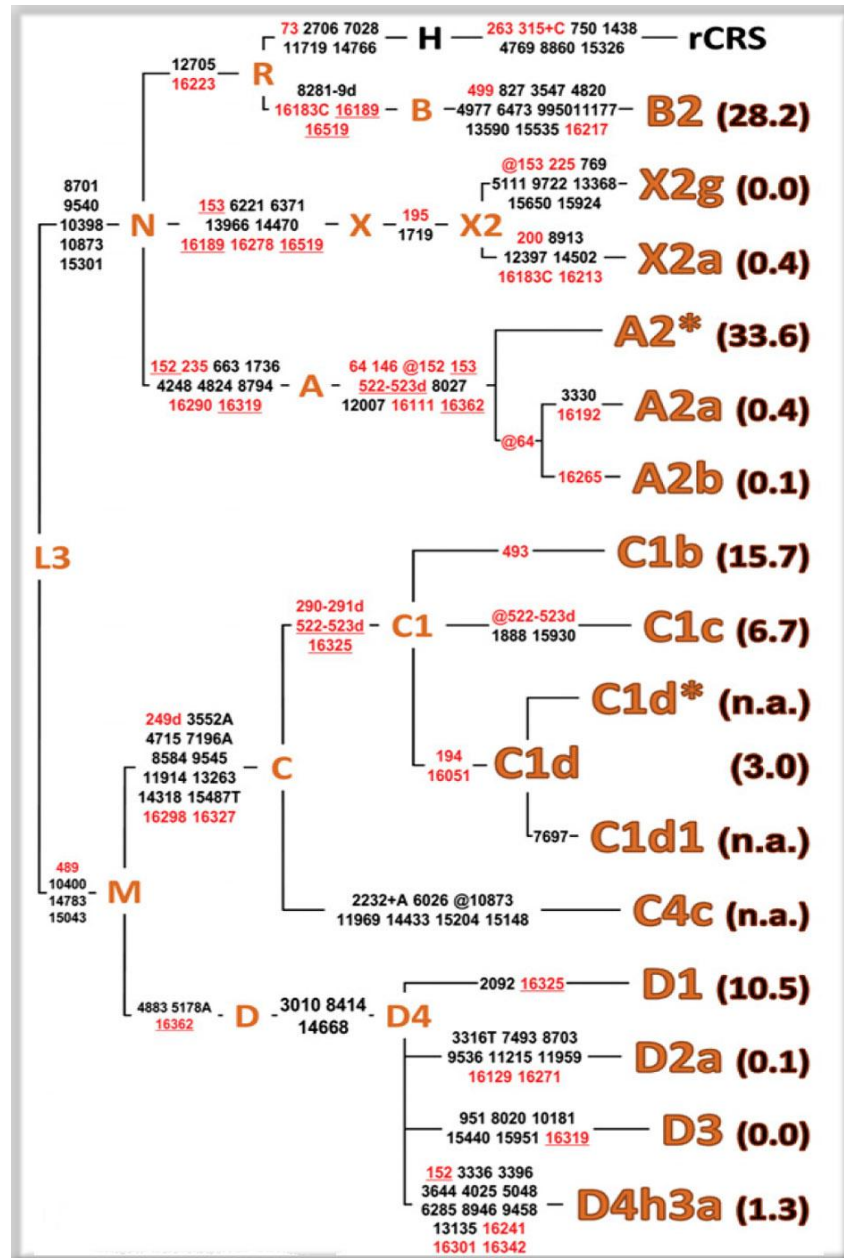 73 2706 7028
11719 14766
H
263 315+C 750 1438
4769 8860 15326
rCRS
12705
16223
R
8281-9d
16183C 16189
16519
B
499 827 3547 4820
4977 6473 995011177
13590 15535 16217
B2 (28.2)
8701
9540
10398
10873
15301
N
153 6221 6371
13966 14470
16189 16278 16519
X
195
1719
X2
@153 225 769
5111 9722 13368
15650 15924
X2g (0.0)
200 8913
12397 14502
16183C 16213
X2a (0.4)
A2* (33.6)
152 235 663 1736
4248 4824 8794
16290 16319
A
64 146 @152 153
522-523d 8027
12007 16111 16362
3330
16192
A2a (0.4)
@64
16265
A2b (0.1)
L3
493
C1b (15.7)
290-291d
522-523d
16325
C1
@522-523d
1888 15930
C1c (6.7)
C1d* (n.a.)
249d 3552A
4715 7196A
8584 9545
11914 13263
14318 15487T
16298 16327
C
194
16051
C1d (3.0)
7697
C1d1 (n.a.)
489
10400
14783
15043
M
2232+A 6026 @10873
11969 14433 15204 15148
C4c (n.a.)
2092 16325
D1 (10.5)
4883 5178A
16362
D
3010 8414
14668
D4
3316T 7493 8703
9536 11215 11959
16129 16271
D2a (0.1)
951 8020 10181
15440 15951 16319
D3 (0.0)
152 3336 3396
3644 4025 5048
6285 8946 9458
13135 16241
16301 16342
D4h3a (1.3)